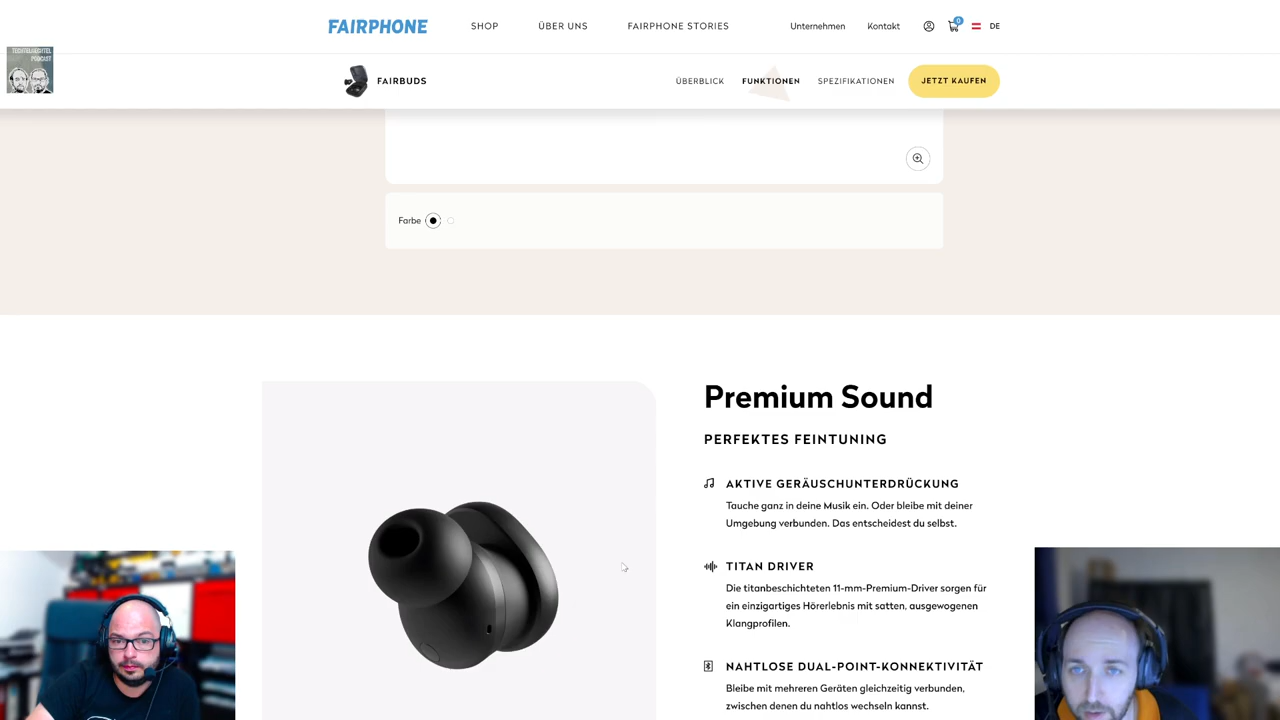 FAIRPHONE SHOP ÜBER UNS FAIRPHONE STORIES Unternehmen Kontakt 0 DE
TECHTELMECHTEL
PODCAST
FAIRBUDS ÜBERBLICK FUNKTIONEN SPEZIFIKATIONEN JETZT KAUFEN
Farbe
Premium Sound
PERFEKTES FEINTUNING
AKTIVE GERÄUSCHUNTERDRÜCKUNG
Tauche ganz in deine Musik ein. Oder bleibe mit deiner
Umgebung verbunden. Das entscheidest du selbst.
TITAN DRIVER
Die titanbeschichteten 11-mm-Premium-Driver sorgen für
ein einzigartiges Hörerlebnis mit satten, ausgewogenen
Klangprofilen.
NAHTLOSE DUAL-POINT-KONNEKTIVITÄT
Bleibe mit mehreren Geräten gleichzeitig verbunden,
zwischen denen du nahtlos wechseln kannst.